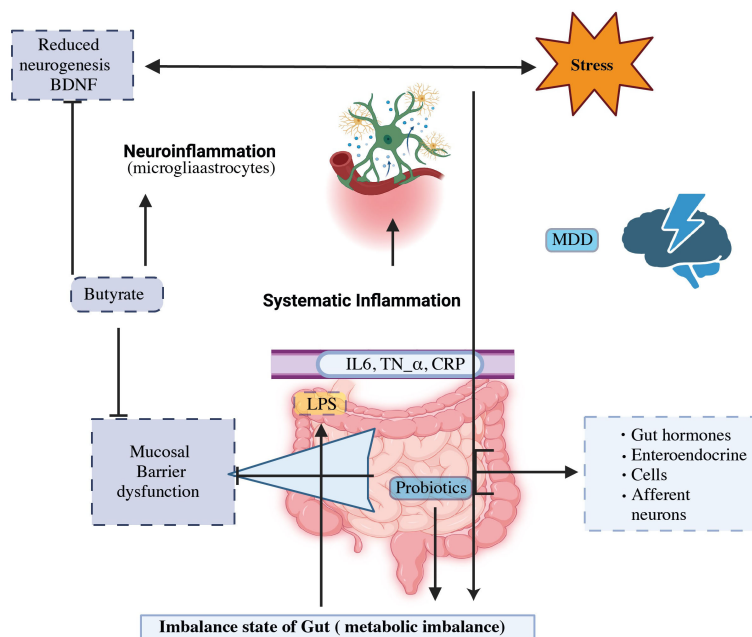 Reduced
neurogenesis
BDNF
Stress
Neuroinflammation
(microgliaastrocytes)
MDD
Butyrate
Systematic Inflammation
IL6, TN_α, CRP
LPS
Mucosal
Barrier
dysfunction
Probiotics
· Gut hormones
· Enteroendocrine
· Cells
· Afferent
neurons
Imbalance state of Gut ( metabolic imbalance)